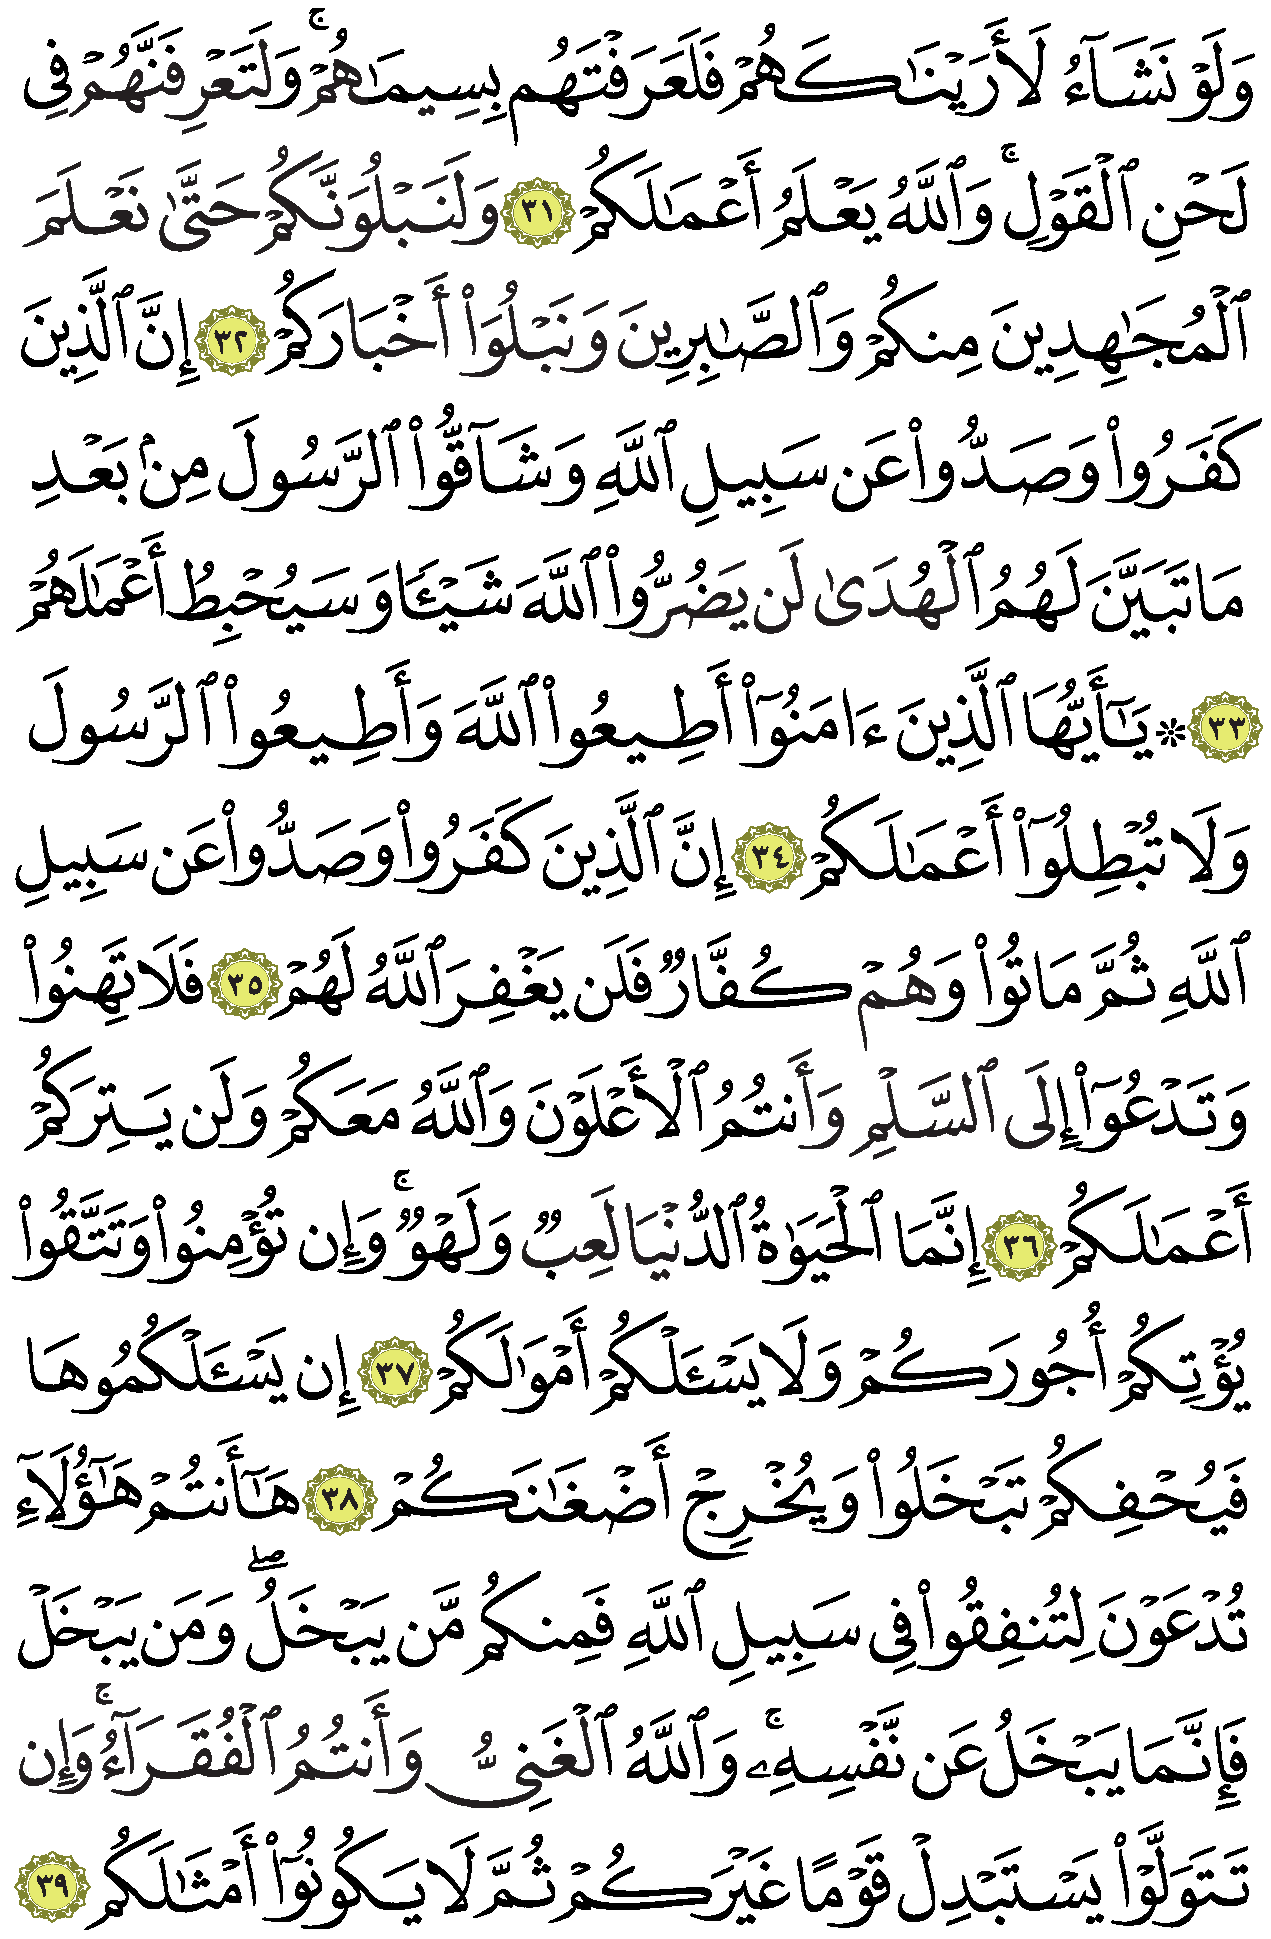 وَلَوْ نَشَآءُ لَأَرَيْنَٰكَهُمْ فَلَعَرَفْتَهُم بِسِيمَٰهُمْ ۚ وَلَتَعْرِفَنَّهُمْ فِى
لَحْنِ ٱلْقَوْلِ ۚ وَٱللَّهُ يَعْلَمُ أَعْمَٰلَكُمْ ٣١ وَلَنَبْلُوَنَّكُمْ حَتَّىٰ نَعْلَمَ
ٱلْمُجَٰهِدِينَ مِنكُمْ وَٱلصَّٰبِرِينَ وَنَبْلُوَا۟ أَخْبَارَكُمْ ٣٢ إِنَّ ٱلَّذِينَ
كَفَرُوا۟ وَصَدُّوا۟ عَن سَبِيلِ ٱللَّهِ وَشَآقُّوا۟ ٱلرَّسُولَ مِنۢ بَعْدِ
مَا تَبَيَّنَ لَهُمُ ٱلْهُدَىٰ لَن يَضُرُّوا۟ ٱللَّهَ شَيْـًٔا وَسَيُحْبِطُ أَعْمَٰلَهُمْ
٣٣ ۞ يَٰٓأَيُّهَا ٱلَّذِينَ ءَامَنُوٓا۟ أَطِيعُوا۟ ٱللَّهَ وَأَطِيعُوا۟ ٱلرَّسُولَ
وَلَا تُبْطِلُوٓا۟ أَعْمَٰلَكُمْ ٣٤ إِنَّ ٱلَّذِينَ كَفَرُوا۟ وَصَدُّوا۟ عَن سَبِيلِ
ٱللَّهِ ثُمَّ مَاتُوا۟ وَهُمْ كُفَّارٌ فَلَن يَغْفِرَ ٱللَّهُ لَهُمْ ٣٥ فَلَا تَهِنُوا۟
وَتَدْعُوٓا۟ إِلَى ٱلسَّلْمِ وَأَنتُمُ ٱلْأَعْلَوْنَ وَٱللَّهُ مَعَكُمْ وَلَن يَتِرَكُمْ
أَعْمَٰلَكُمْ ٣٦ إِنَّمَا ٱلْحَيَوٰةُ ٱلدُّنْيَا لَعِبٌ وَلَهْوٌ ۚ وَإِن تُؤْمِنُوا۟ وَتَتَّقُوا۟
يُؤْتِكُمْ أُجُورَكُمْ وَلَا يَسْـَٔلْكُمْ أَمْوَٰلَكُمْ ٣٧ إِن يَسْـَٔلْكُمُوهَا
فَيُحْفِكُمْ تَبْخَلُوا۟ وَيُخْرِجْ أَضْغَٰنَكُمْ ٣٨ هَٰٓأَنتُمْ هَٰٓؤُلَآءِ
تُدْعَوْنَ لِتُنفِقُوا۟ فِى سَبِيلِ ٱللَّهِ فَمِنكُم مَّن يَبْخَلُ ۖ وَمَن يَبْخَلْ
فَإِنَّمَا يَبْخَلُ عَن نَّفْسِهِۦ ۚ وَٱللَّهُ ٱلْغَنِىُّ وَأَنتُمُ ٱلْفُقَرَآءُ ۚ وَإِن
تَتَوَلَّوْا۟ يَسْتَبْدِلْ قَوْمًا غَيْرَكُمْ ثُمَّ لَا يَكُونُوٓا۟ أَمْثَٰلَكُم ٣٩